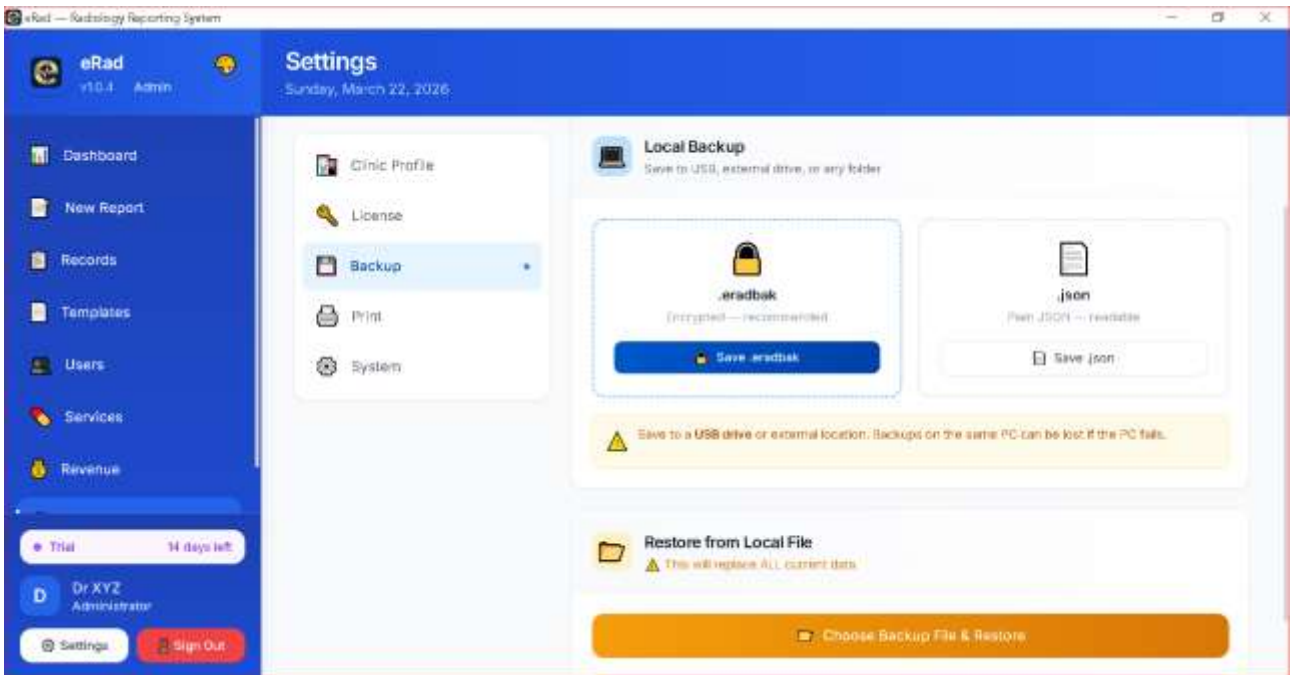 eRad — Radiology Reporting System
eRad
v1.0.4 Admin
Settings
Sunday, March 22, 2026
Dashboard
New Report
Records
Templates
Users
Services
Revenue
Trial 14 days left
D
Dr XYZ
Administrator
Settings
Sign Out
Clinic Profile
License
Backup
Print
System
Local Backup
Save to USB, external drive, or any folder
.eradbak
Encrypted — recommended
Save .eradbak
.json
Plain JSON — readable
Save .json
Save to a USB drive or external location. Backups on the same PC can be lost if the PC fails.
Restore from Local File
This will replace ALL current data
Choose Backup File & Restore